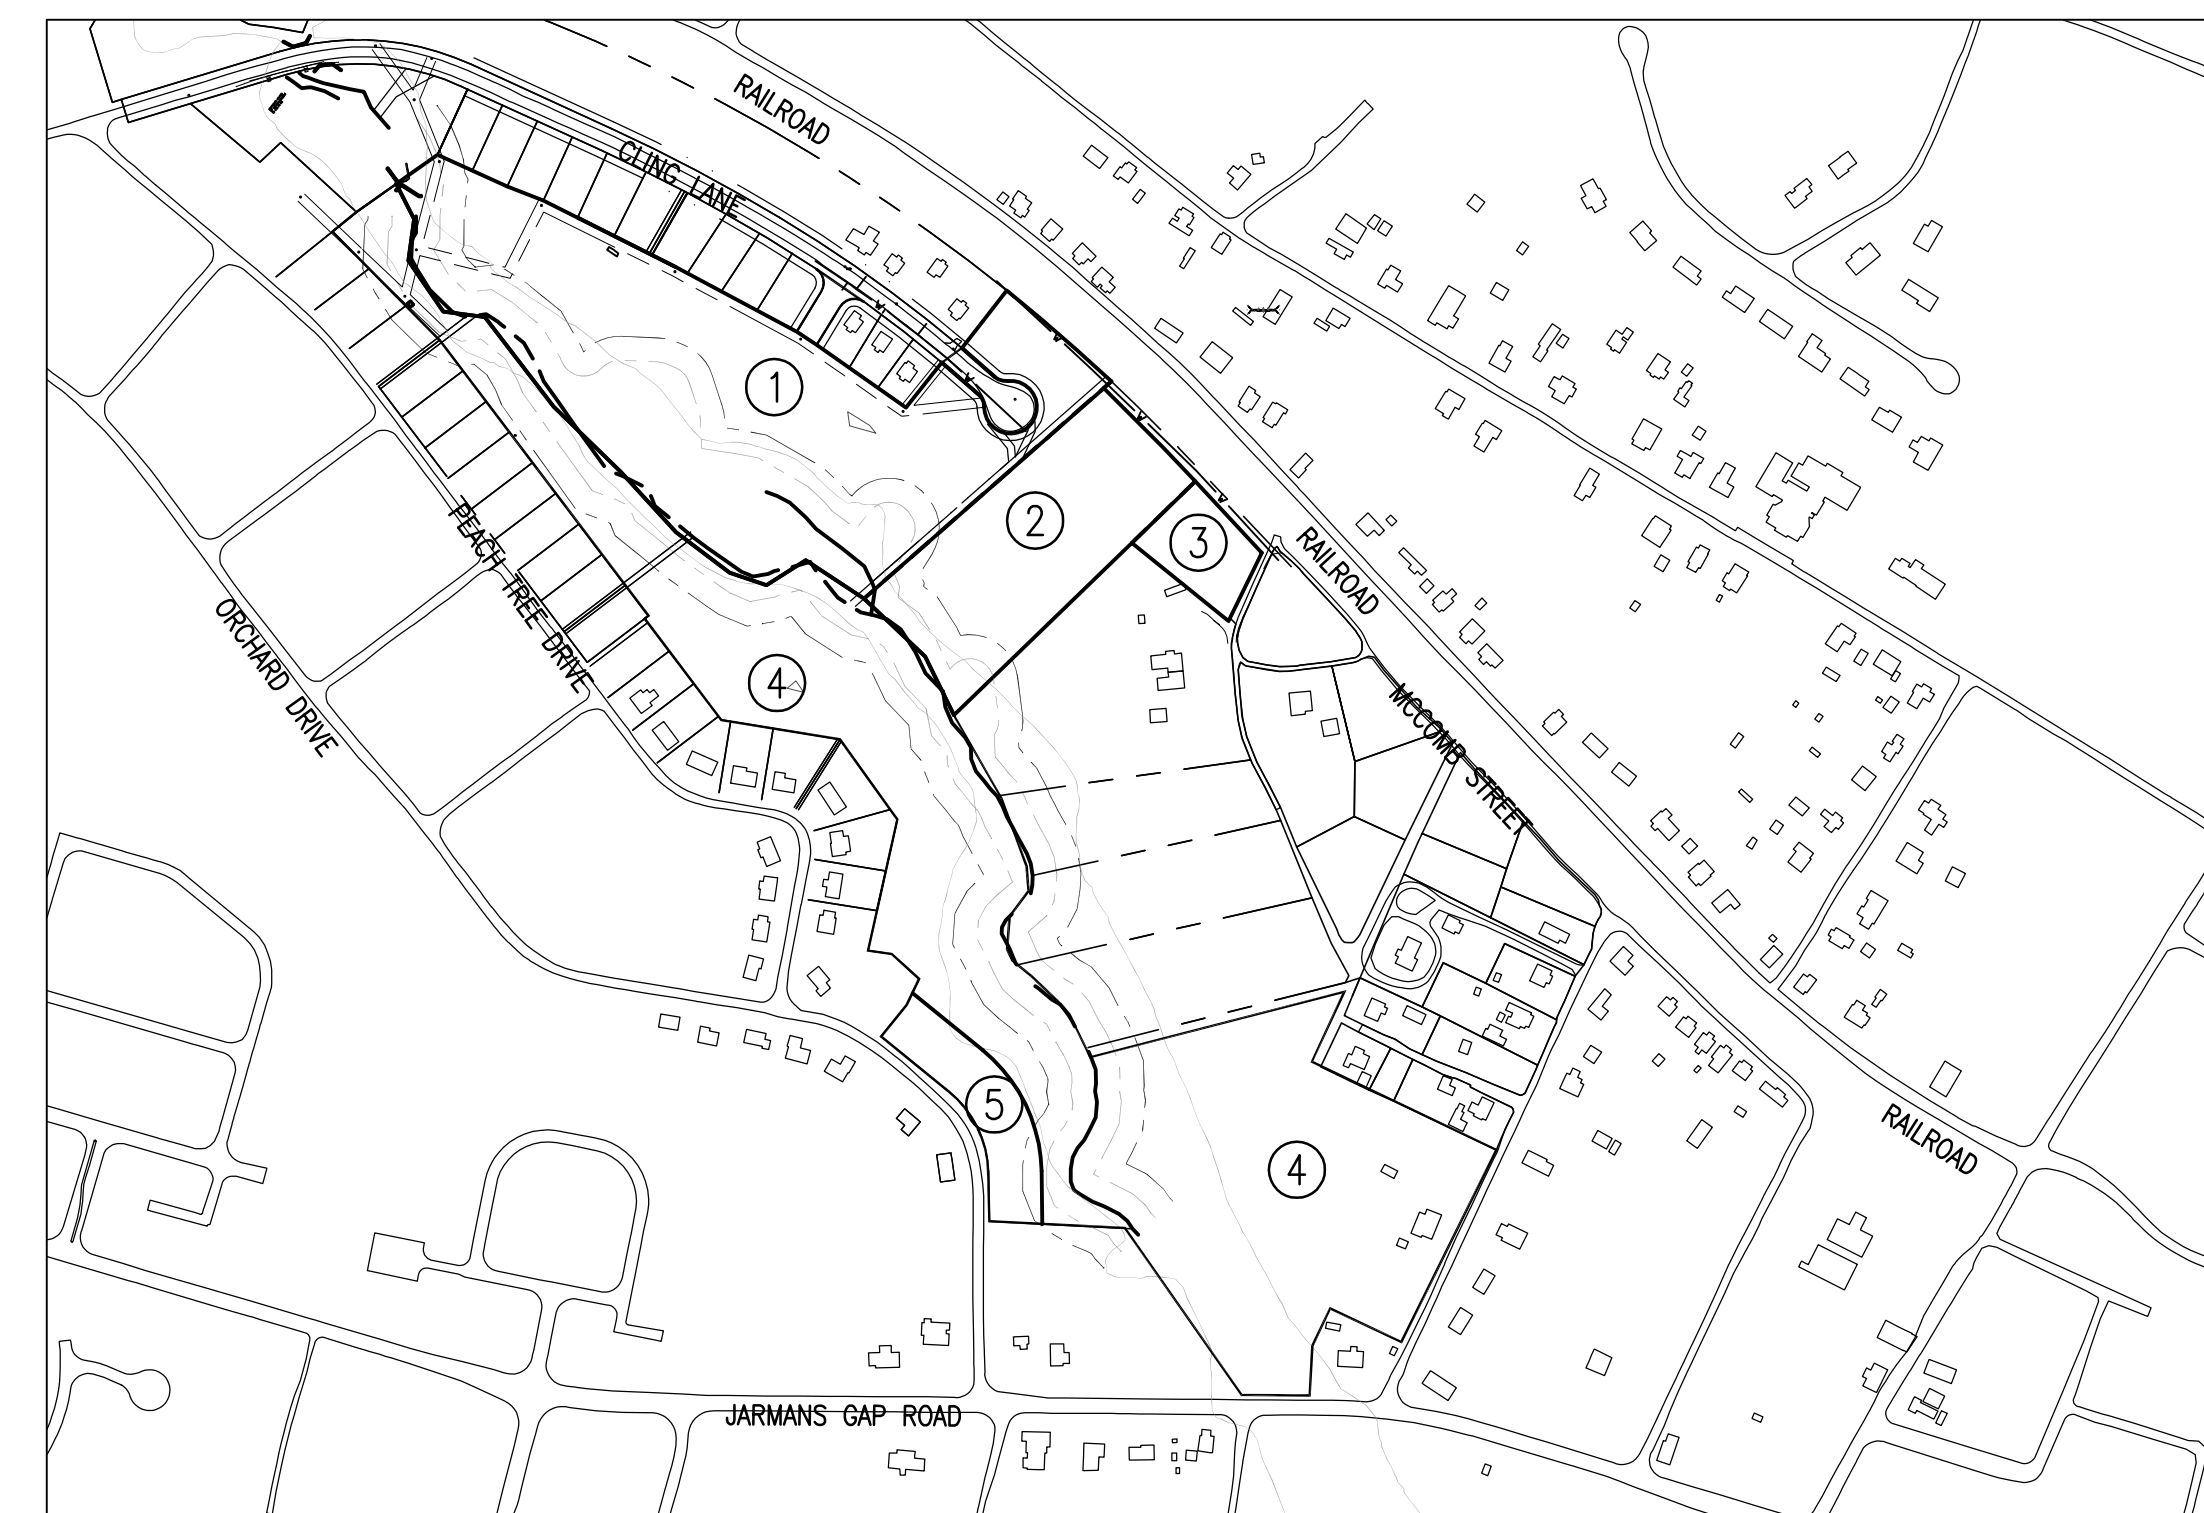 RAILROAD
CLING LANE
1
2
3
RAILROAD
PEACH TREE DRIVE
ORCHARD DRIVE
4
MCCOMB STREET
5
4
RAILROAD
JARMANS GAP ROAD